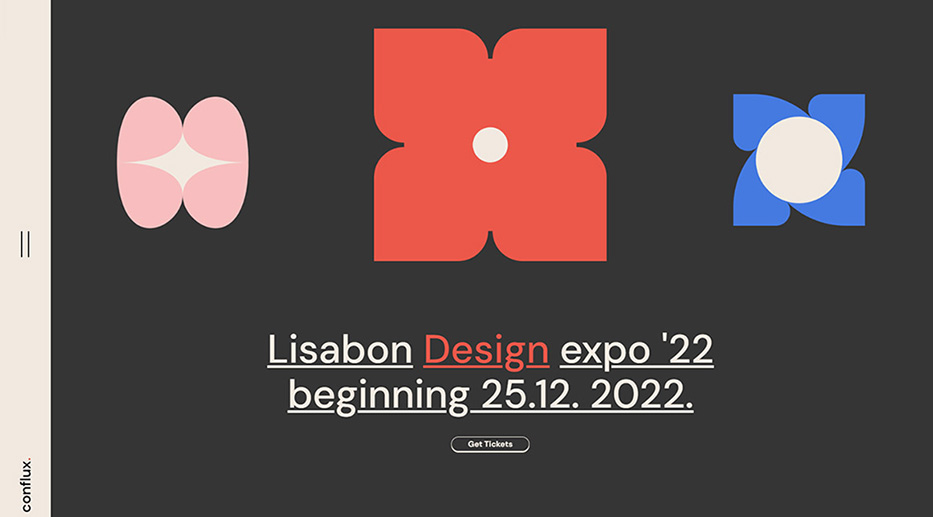 Lisabon Design expo '22
beginning 25.12. 2022.
Get Tickets
conflux.